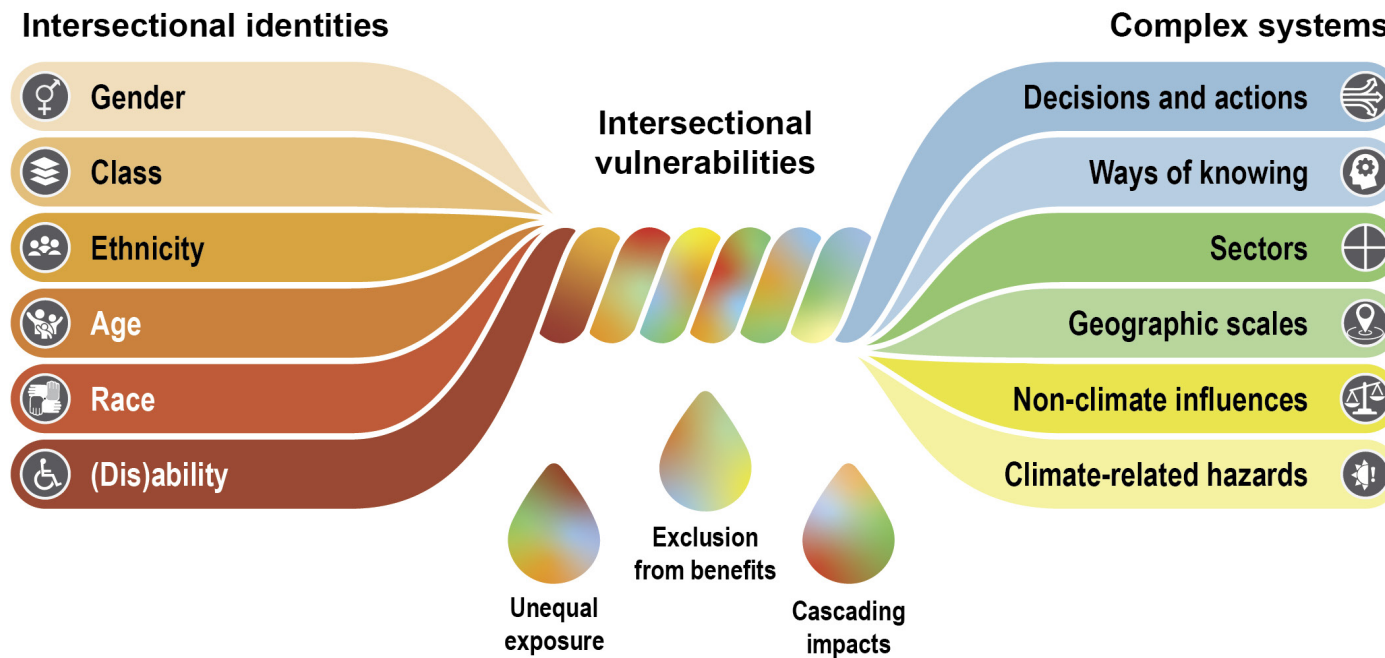 Intersectional identities
Gender
Class
Ethnicity
Age
Race
(Dis)ability
Intersectional
vulnerabilities
Unequal
exposure
Exclusion
from benefits
Cascading
impacts
Complex systems
Decisions and actions
Ways of knowing
Sectors
Geographic scales
Non-climate influences
Climate-related hazards